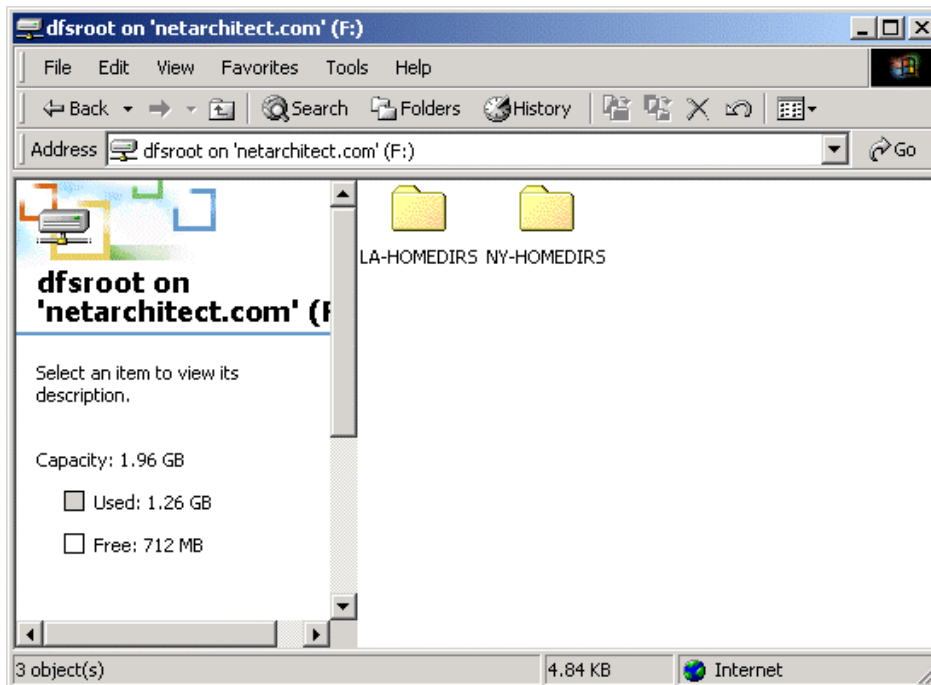 dfsroot on 'netarchitect.com' (F:)
File Edit View Favorites Tools Help
Back Search Folders History
Address dfsroot on 'netarchitect.com' (F:) Go
LA-HOMEDIRS NY-HOMEDIRS
dfsroot on
'netarchitect.com' (F
Select an item to view its
description.
Capacity: 1.96 GB
Used: 1.26 GB
Free: 712 MB
3 object(s) 4.84 KB Internet